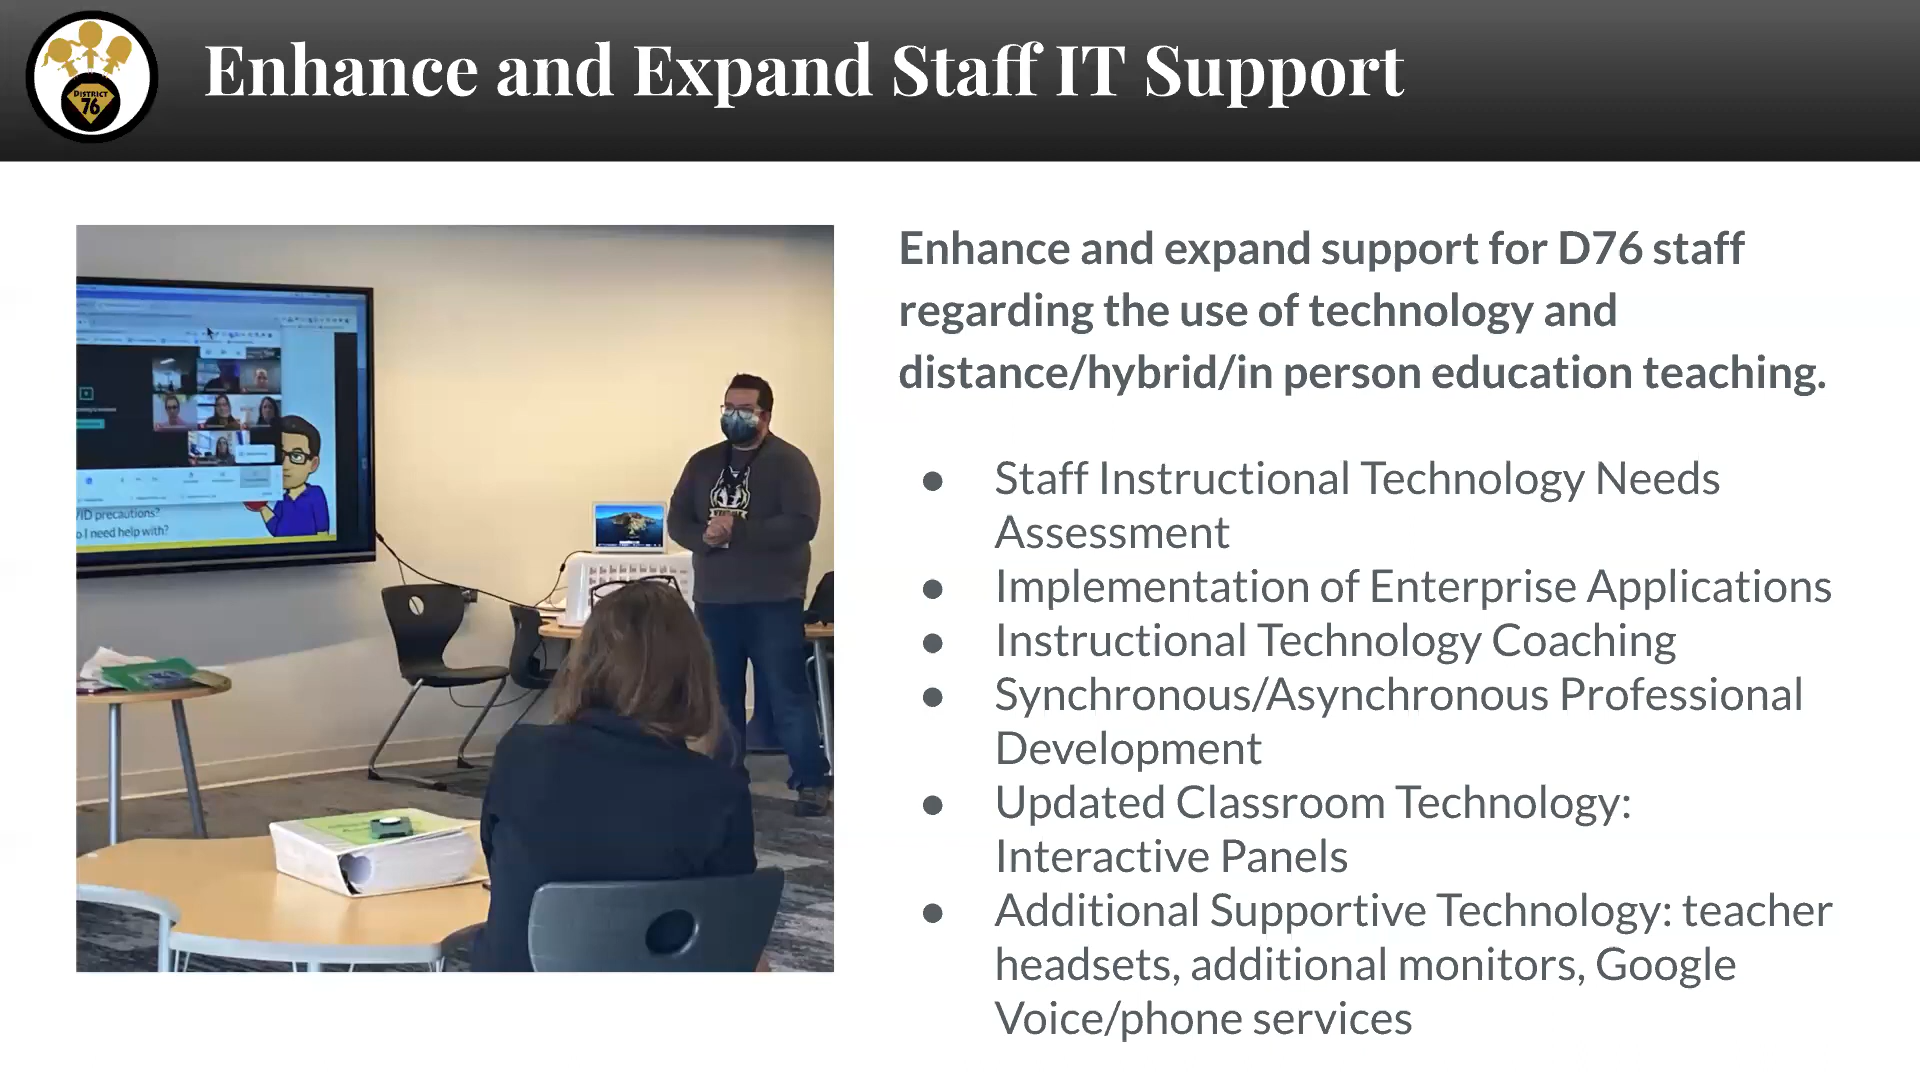 DISTRICT
76
Enhance and Expand Staff IT Support
Enhance and expand support for D76 staff
regarding the use of technology and
distance/hybrid/in person education teaching.
● Staff Instructional Technology Needs
Assessment
● Implementation of Enterprise Applications
● Instructional Technology Coaching
● Synchronous/Asynchronous Professional
Development
● Updated Classroom Technology:
Interactive Panels
● Additional Supportive Technology: teacher
headsets, additional monitors, Google
Voice/phone services
precautions?
I need help with?